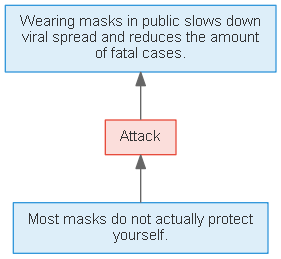 Wearing masks in public slows down
viral spread and reduces the amount
of fatal cases.
Attack
Most masks do not actually protect
yourself.